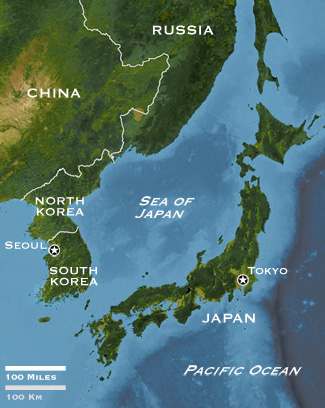 RUSSIA
CHINA
NORTH
KOREA
SEA OF
JAPAN
SEOUL
SOUTH
KOREA
TOKYO
JAPAN
PACIFIC OCEAN
100 MILES
100 KM